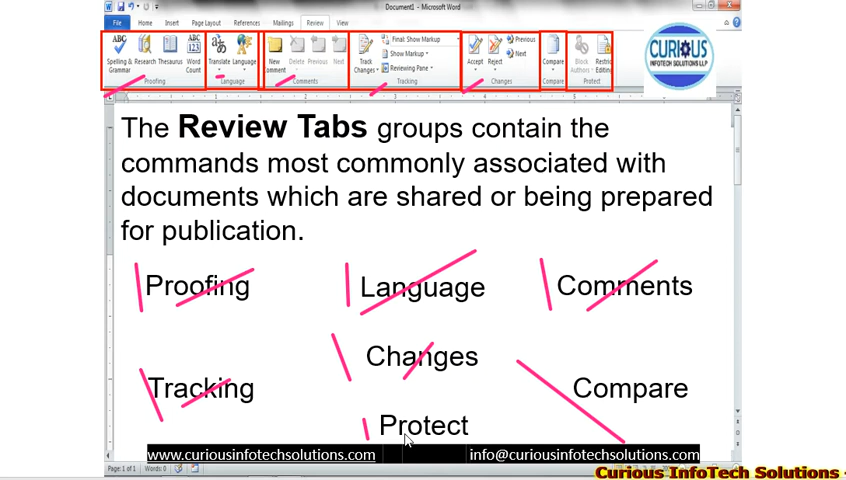 Document1 - Microsoft Word
File Home Insert Page Layout References Mailings Review View
ABC ABC 123 Final: Show Markup Previous
Show Markup Next
Spelling & Grammar Research Thesaurus Word Count Translate Language New Comment Delete Previous Next Track Changes Reviewing Pane Accept Reject Compare Block Authors Restrict Editing
Proofing Language Comments Tracking Changes Compare Protect
CURIOUS
INFOTECH SOLUTIONS LLP
The Review Tabs groups contain the
commands most commonly associated with
documents which are shared or being prepared
for publication.
Proofing Language Comments
Changes
Tracking Compare
Protect
www.curiousinfotechsolutions.com info@curiousinfotechsolutions.com
Page: 1 of 1 Words: 0
Curious InfoTech Solutions -